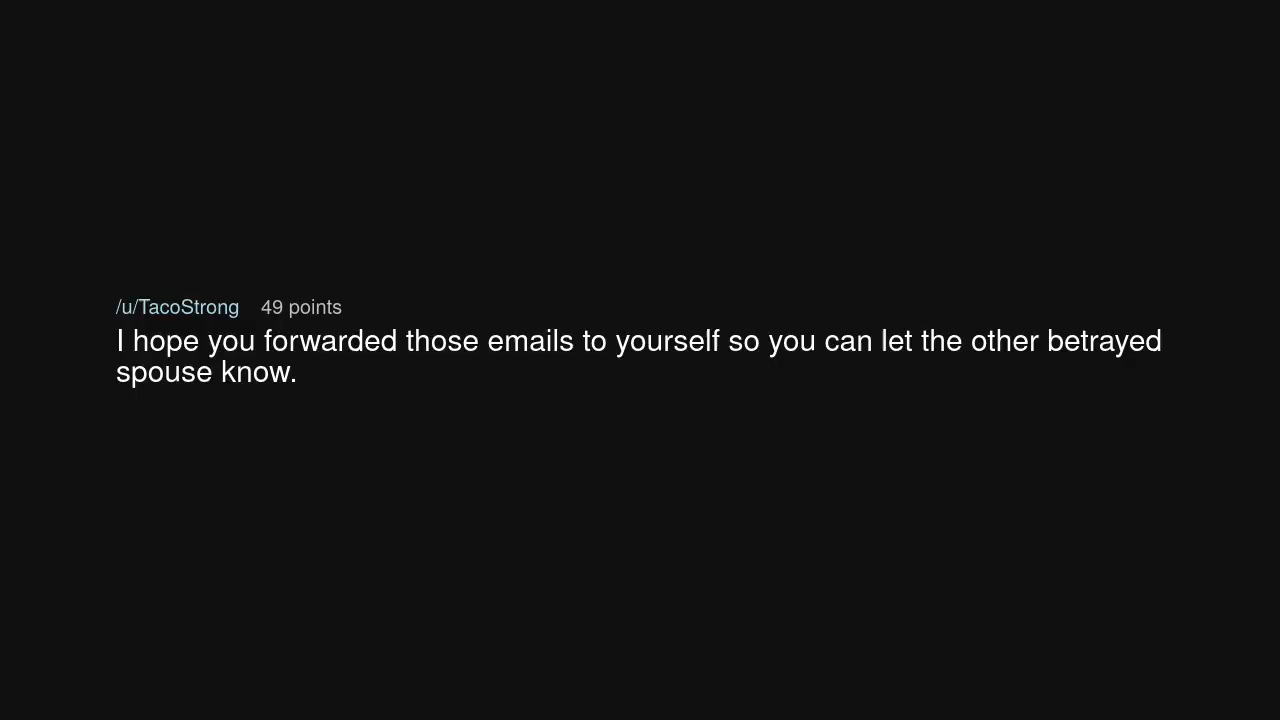 /u/TacoStrong 49 points
I hope you forwarded those emails to yourself so you can let the other betrayed
spouse know.